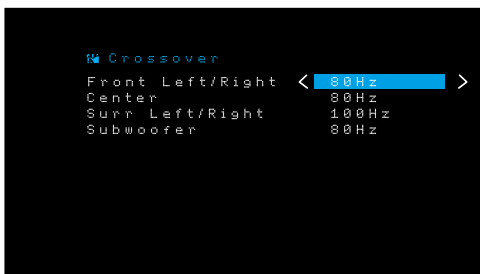 Crossover
Front Left/Right < 80Hz >
Center 80Hz
Surr Left/Right 100Hz
Subwoofer 80Hz